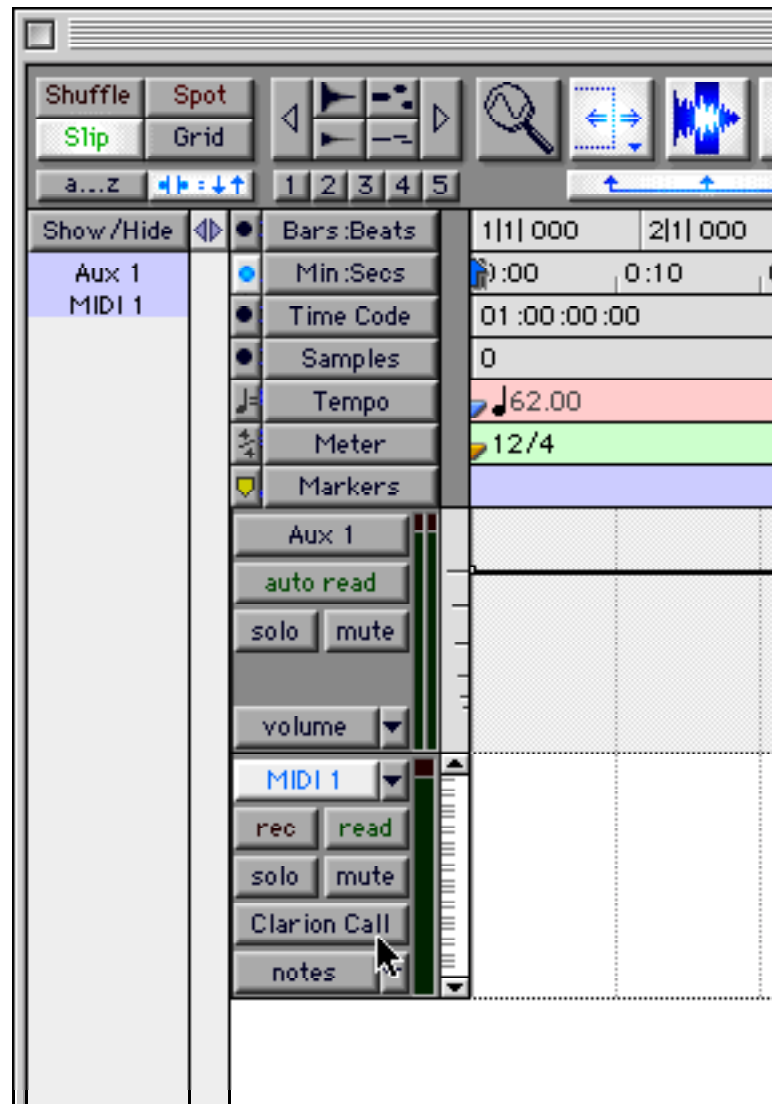 Shuffle Spot
Slip Grid
a...z 1 2 3 4 5
Show/Hide Bars:Beats 1|1| 000 2|1| 000
Aux 1 Min:Secs :00 0:10
MIDI 1 Time Code 01:00:00:00
Samples 0
Tempo 62.00
Meter 12/4
Markers
Aux 1
auto read
solo mute
volume
MIDI 1
rec read
solo mute
Clarion Call
notes